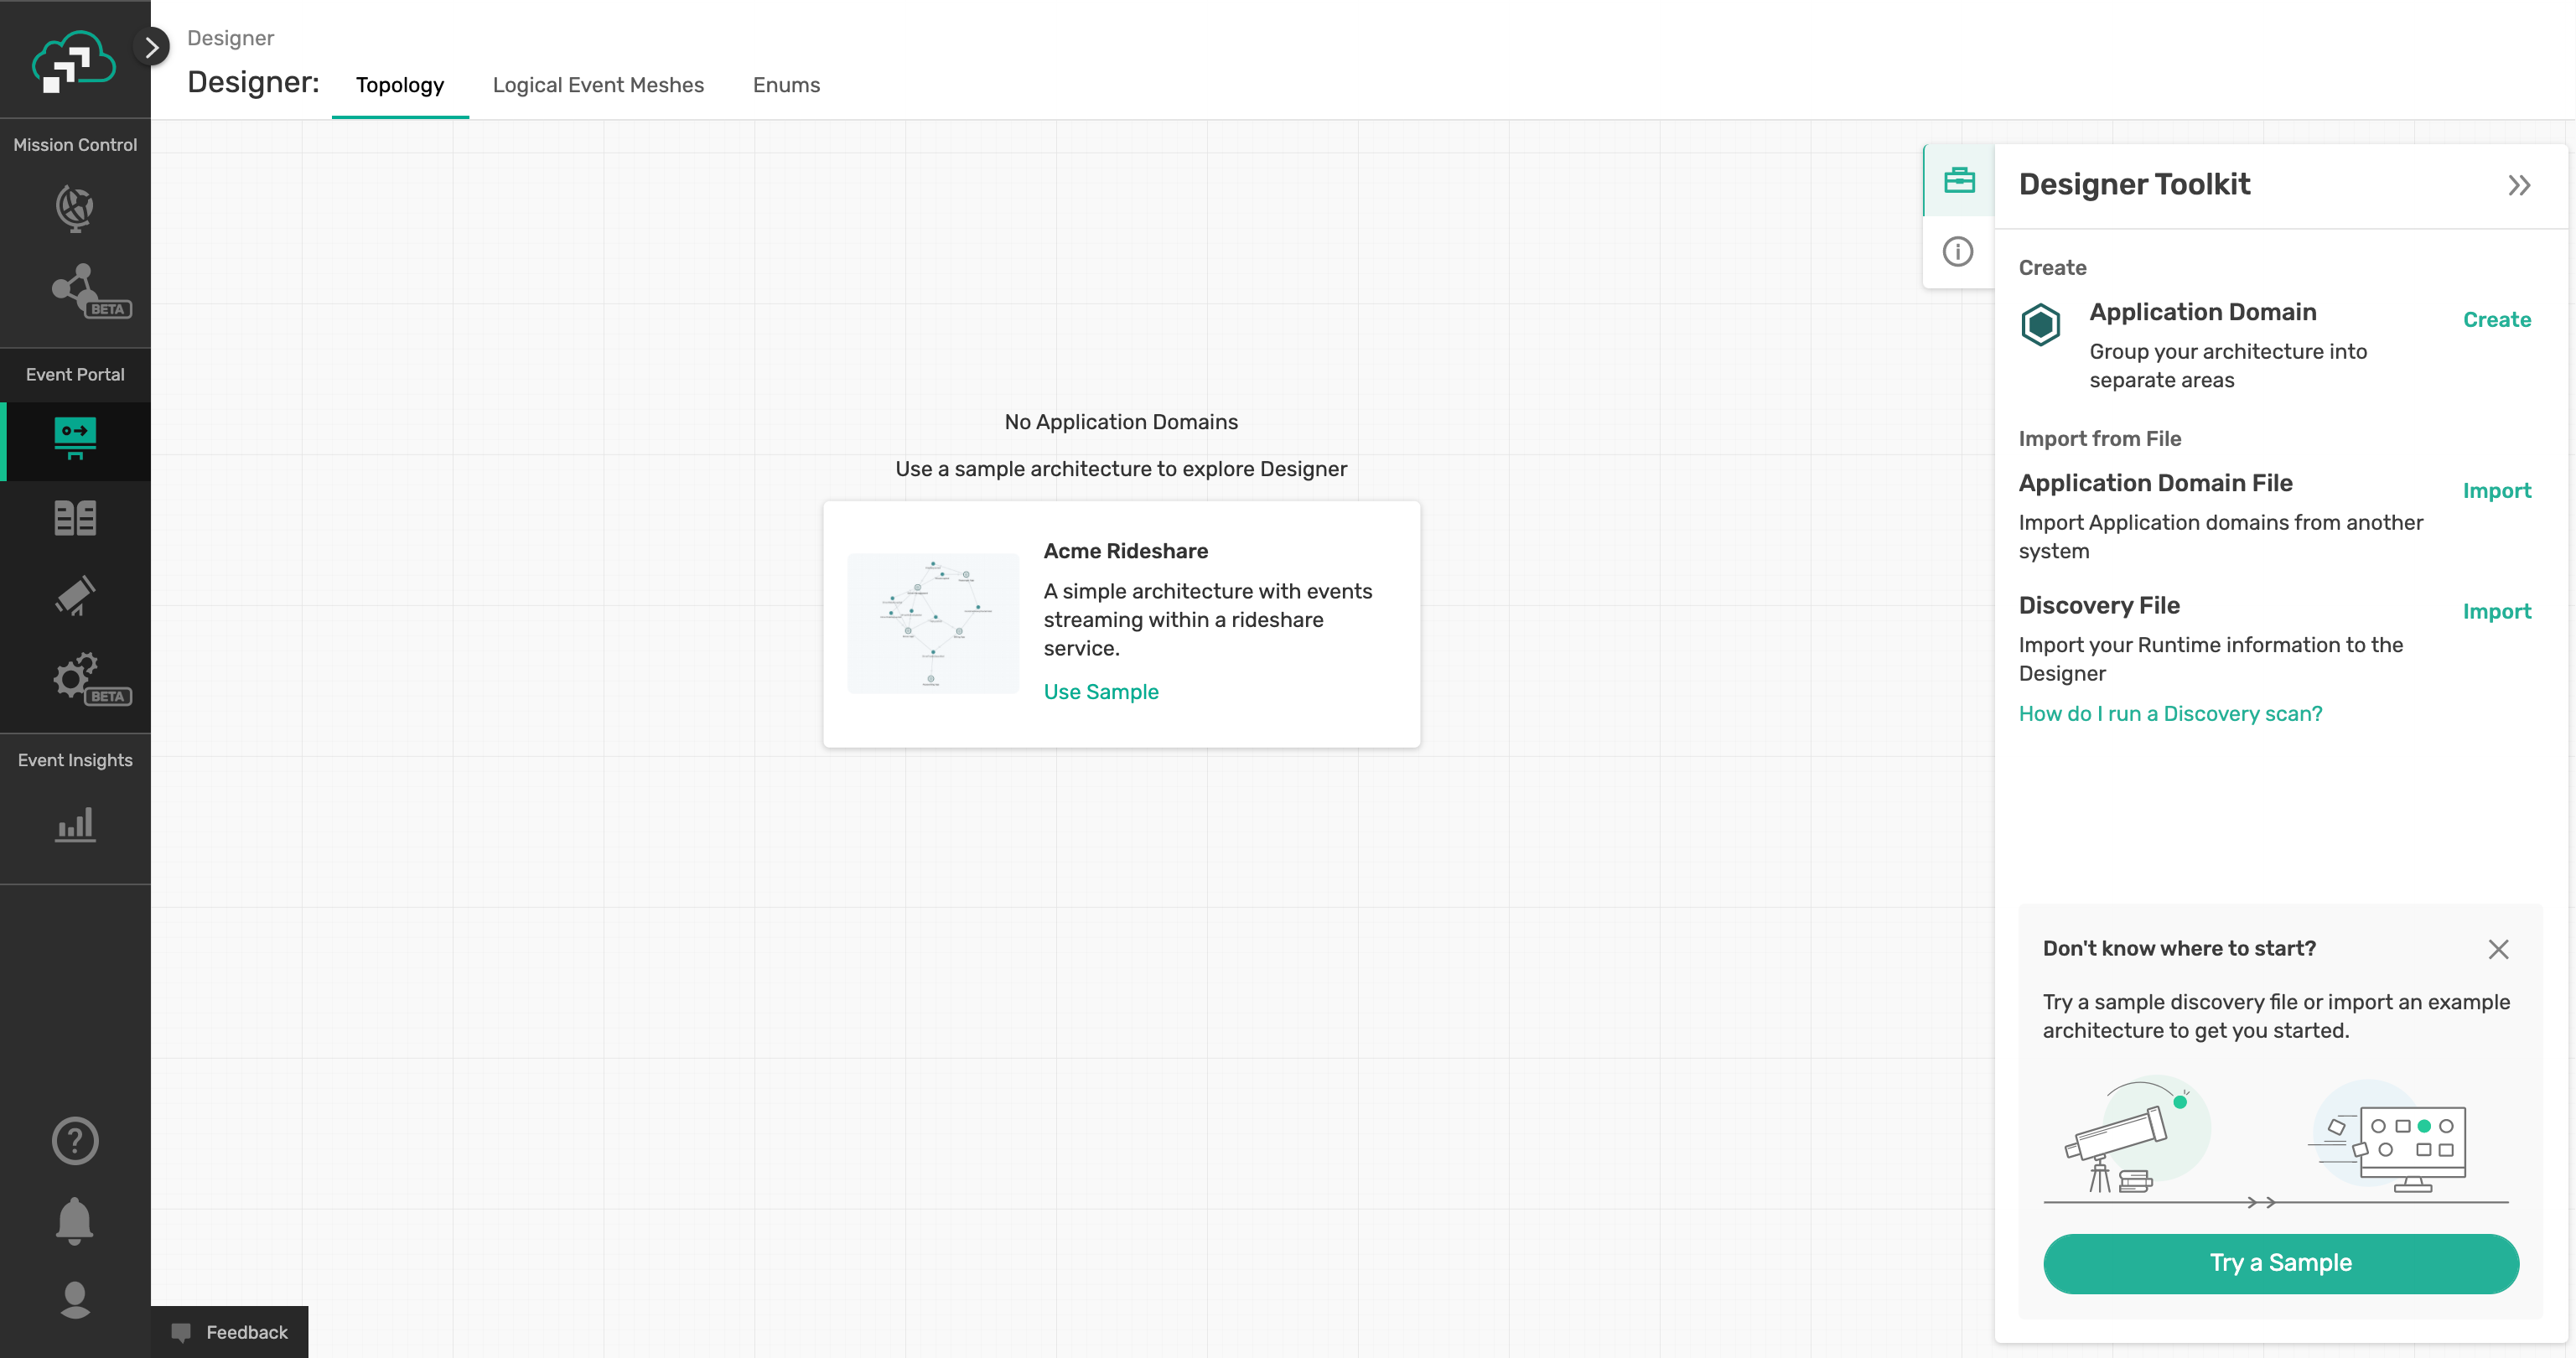 Designer
Designer:
Topology
Logical Event Meshes
Enums
Mission Control
BETA
Event Portal
BETA
Event Insights
Feedback
No Application Domains
Use a sample architecture to explore Designer
Acme Rideshare
A simple architecture with events
streaming within a rideshare
service.
Use Sample
Designer Toolkit
Create
Application Domain
Create
Group your architecture into
separate areas
Import from File
Application Domain File
Import
Import Application domains from another
system
Discovery File
Import
Import your Runtime information to the
Designer
How do I run a Discovery scan?
Don't know where to start?
Try a sample discovery file or import an example
architecture to get you started.
Try a Sample